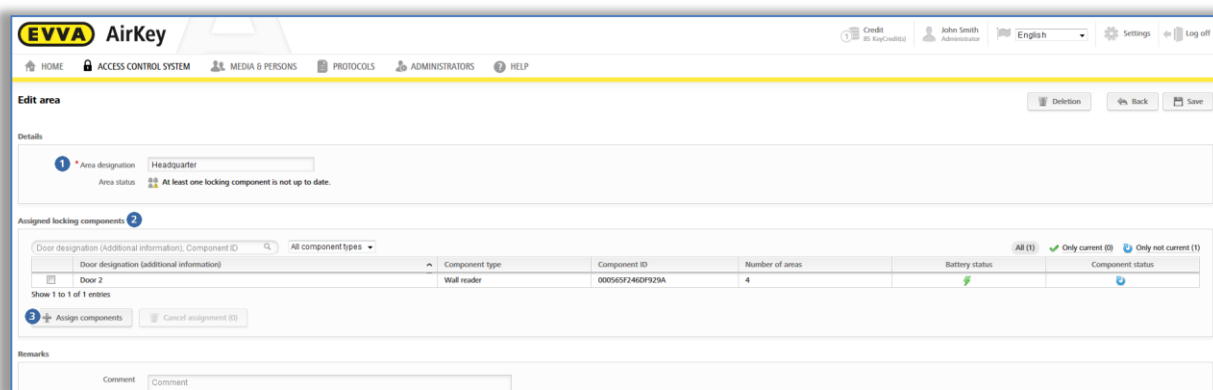 EVVA AirKey
1 Credit 85 KeyCredit(s) John Smith Administrator English Settings Log off
HOME ACCESS CONTROL SYSTEM MEDIA & PERSONS PROTOCOLS ADMINISTRATORS ? HELP
Edit area Deletion Back Save
Details
1 * Area designation Headquarter
Area status At least one locking component is not up to date.
Assigned locking components 2
Door designation (Additional information), Component ID All component types All (1) Only current (0) Only not current (1)
Door designation (additional information) Component type Component ID Number of areas Battery status Component status
Door 2 Wall reader 000565F246DF929A 4
Show 1 to 1 of 1 entries
3 Assign components Cancel assignment (0)
Remarks
Comment Comment